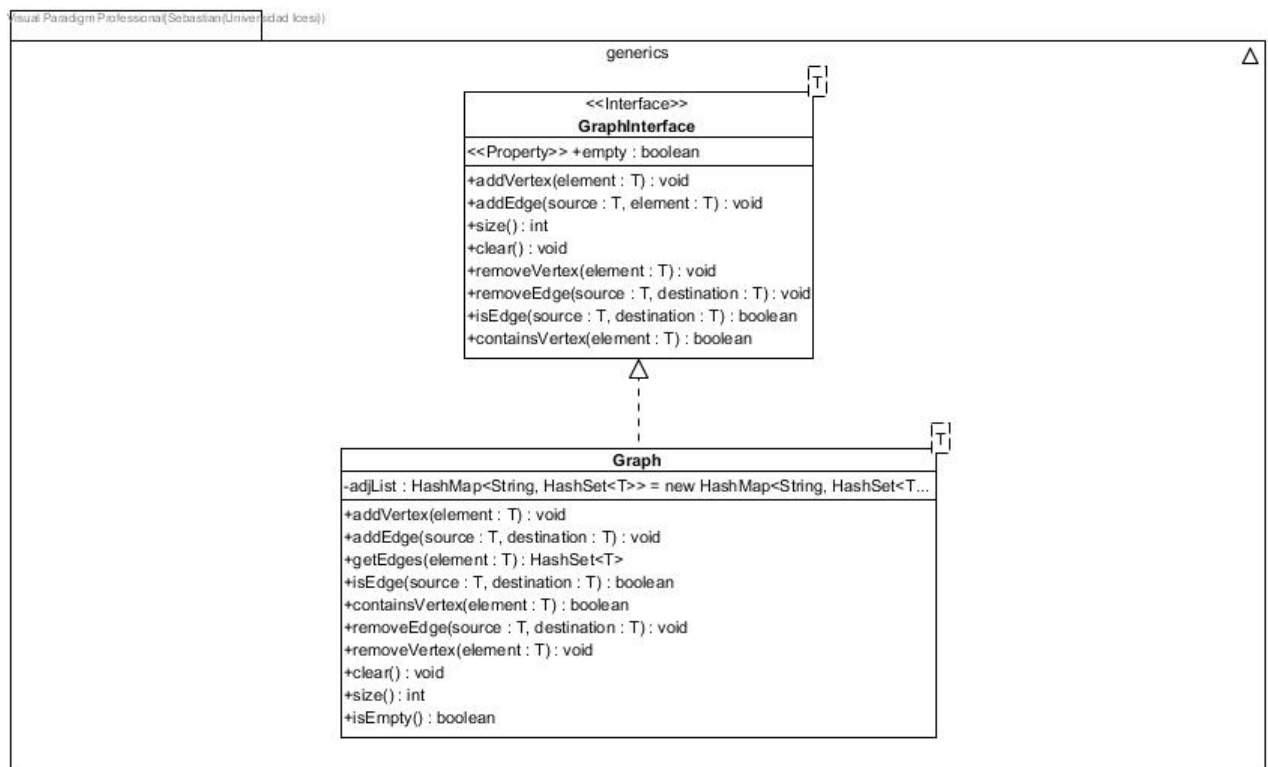 Visual Paradigm Professional(Sebastian(Universidad Icesi))
generics
T
<<Interface>>
GraphInterface
<<Property>> +empty : boolean
+addVertex(element : T) : void
+addEdge(source : T, element : T) : void
+size() : int
+clear() : void
+removeVertex(element : T) : void
+removeEdge(source : T, destination : T) : void
+isEdge(source : T, destination : T) : boolean
+containsVertex(element : T) : boolean
T
Graph
-adjList : HashMap<String, HashSet<T>> = new HashMap<String, HashSet<T...
+addVertex(element : T) : void
+addEdge(source : T, destination : T) : void
+getEdges(element : T) : HashSet<T>
+isEdge(source : T, destination : T) : boolean
+containsVertex(element : T) : boolean
+removeEdge(source : T, destination : T) : void
+removeVertex(element : T) : void
+clear() : void
+size() : int
+isEmpty() : boolean